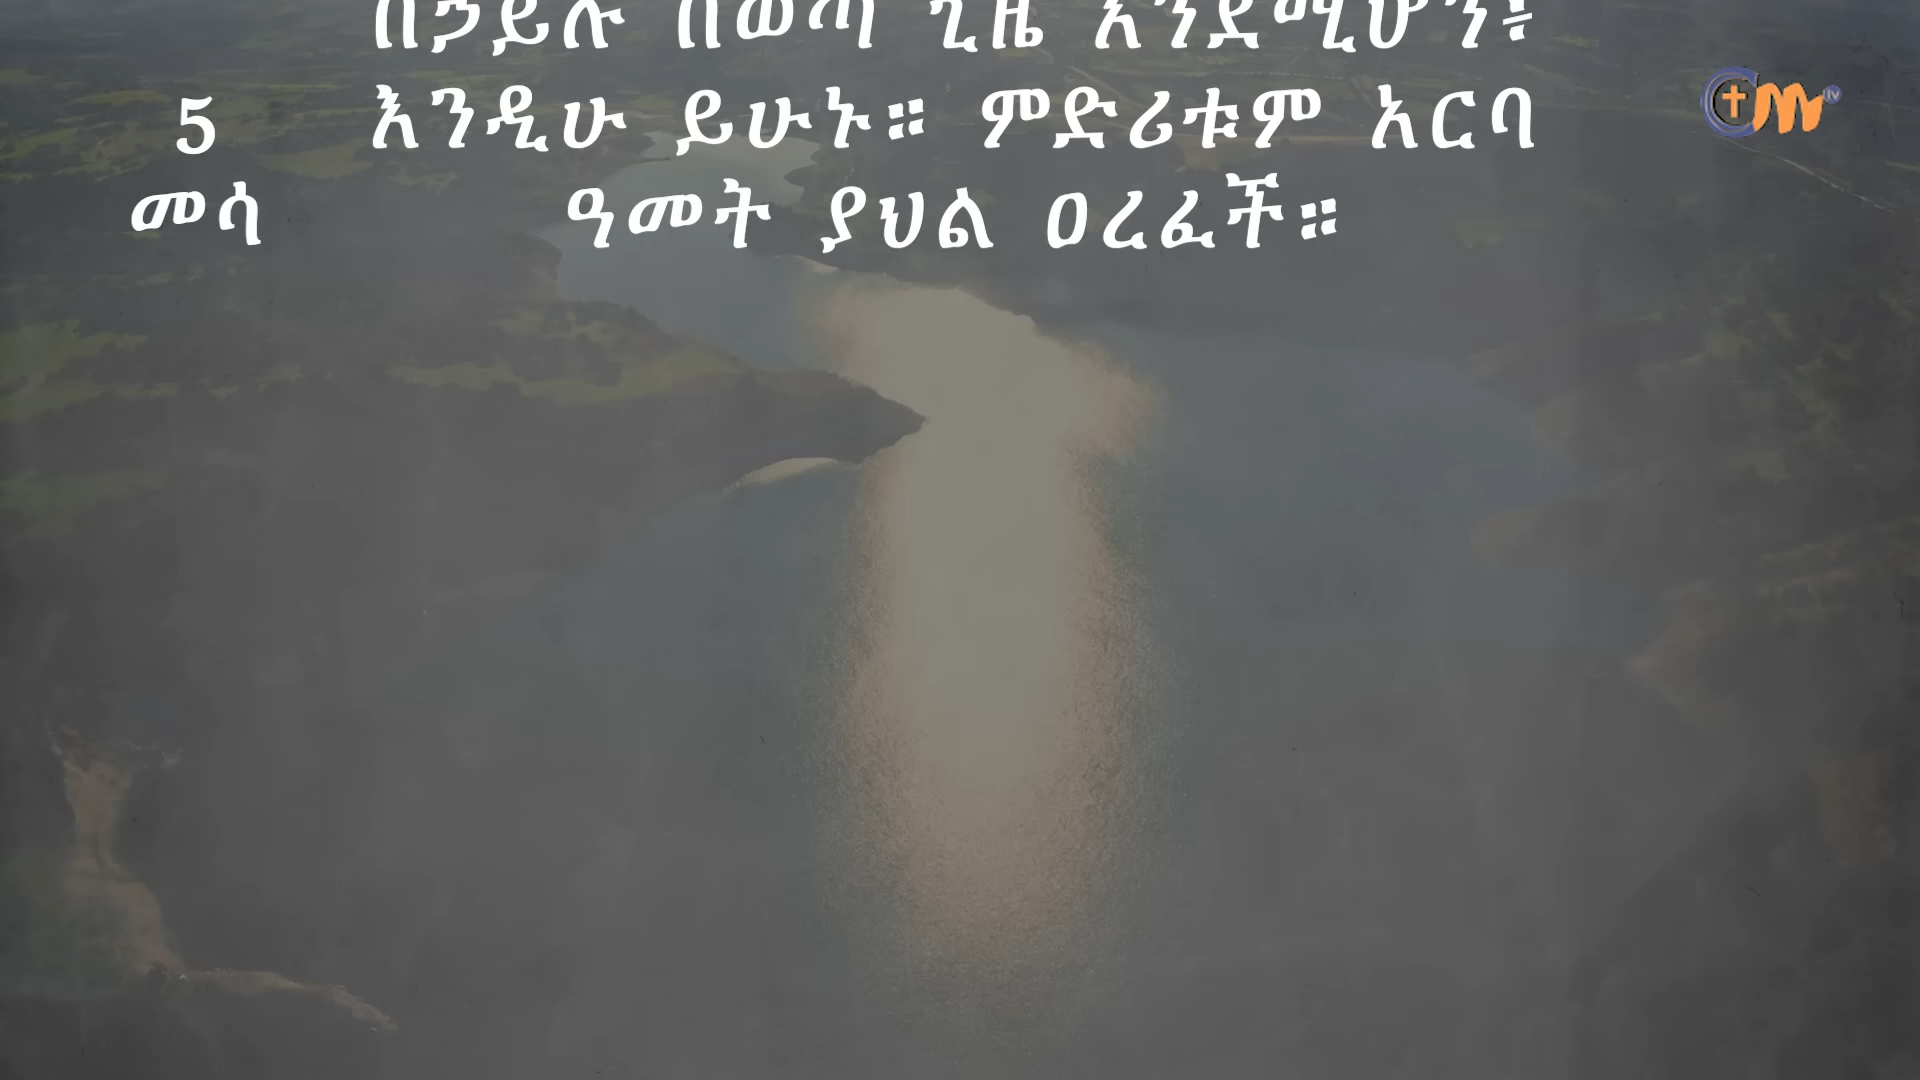 በኃይሉ በወጣ ጊዜ እንደሚሆን፥
5 እንዲሁ ይሁኑ። ምድሪቱም አርባ
መሳ ዓመት ያህል ዐረፈች።